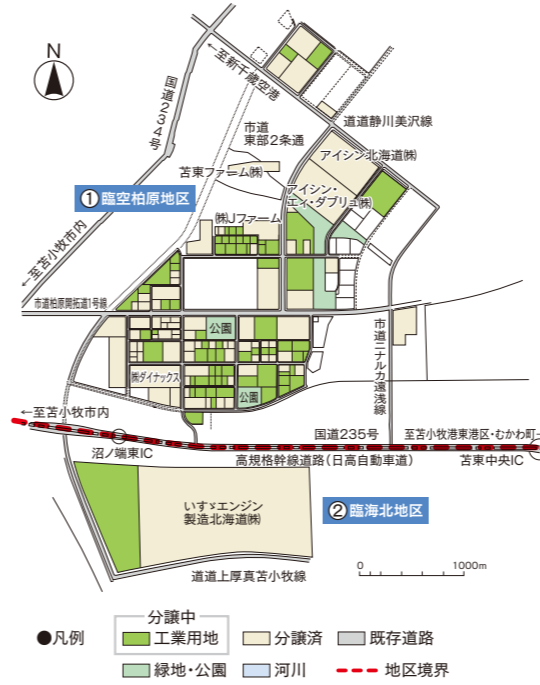 N
←至新千歳空港
国道234号
道道静川美沢線
市道
東部2条通
アイシン北海道㈱
苫東ファーム㈱
アイシン・
エィ・ダブリュ㈱
①臨空柏原地区
㈱Jファーム
←至苫小牧市内
市道柏原開拓道1号線
公園
市道ニナルカ遠浅線
㈱ダイナックス
公園
←至苫小牧市内
国道235号
至苫小牧港東港区・むかわ町→
沼ノ端東IC
高規格幹線道路(日高自動車道)
苫東中央IC
②臨海北地区
いすゞエンジン
製造北海道㈱
道道上厚真苫小牧線
0 1000m
分譲中
●凡例
工業用地
分譲済
既存道路
緑地・公園
河川
地区境界